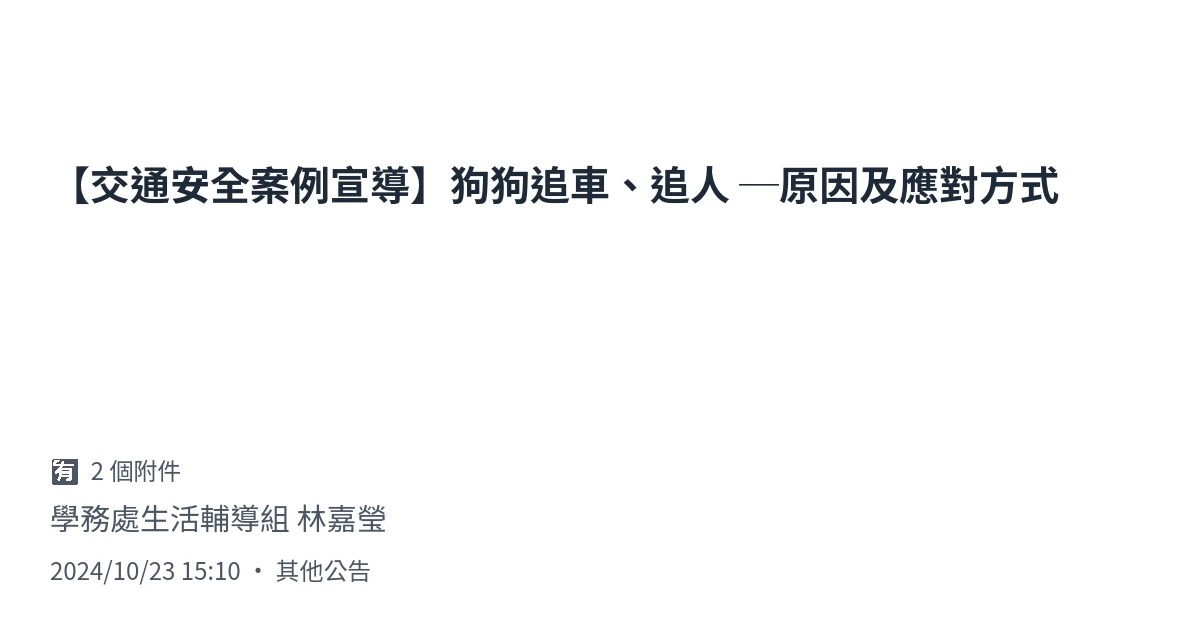 【交通安全案例宣導】狗狗追車、追人 ─原因及應對方式
🈶 2 個附件
學務處生活輔導組 林嘉瑩
2024/10/23 15:10 • 其他公告